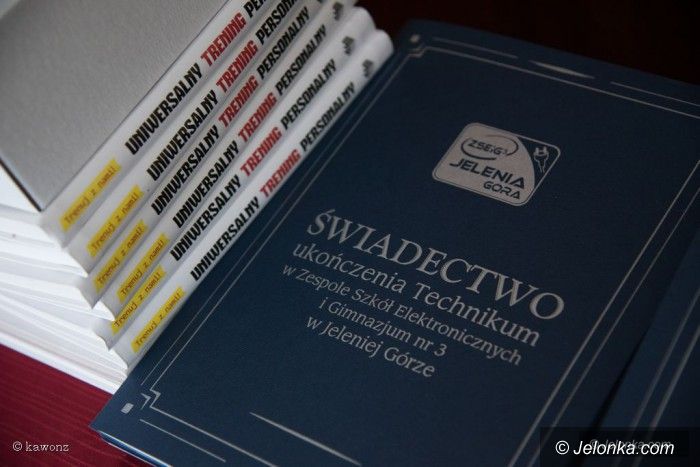 UNIWERSALNY TRENING PE
Trenuj z nami!
UNIWERSALNY TRENING PERSONALNY
Trenuj z nami!
UNIWERSALNY TRENING PERSONALNY
Trenuj z nami!
UNIWERSALNY TRENING PERSONALNY
Trenuj z nami!
UNIWERSALNY TRENING PERSONALNY
Trenuj z nami!
ZSEiG3
JELENIA
GÓRA
ŚWIADECTWO
ukończenia Technikum
w Zespole Szkół Elektronicznych
i Gimnazjum nr 3
w Jeleniej Górze
© kawonz
© Jelonka.com